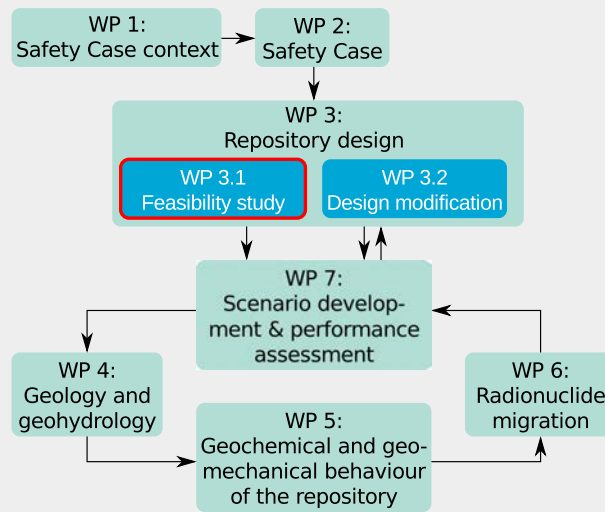 WP 1:
Safety Case context
WP 2:
Safety Case
WP 3:
Repository design
WP 3.1
Feasibility study
WP 3.2
Design modification
WP 7:
Scenario develop-
ment & performance
assessment
WP 4:
Geology and
geohydrology
WP 5:
Geochemical and geo-
mechanical behaviour
of the repository
WP 6:
Radionuclide
migration